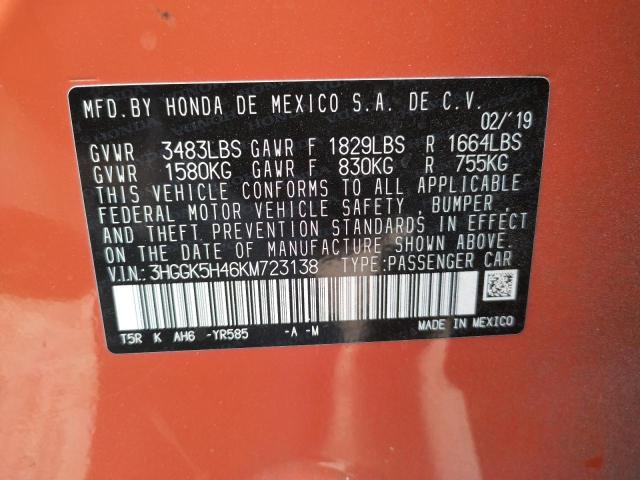 MFD.BY HONDA DE MEXICO S.A. DE C.V.
02/'19
GVWR 3483LBS GAWR F 1829LBS R 1664LBS
GVWR 1580KG GAWR F 830KG R 755KG
THIS VEHICLE CONFORMS TO ALL APPLICABLE
FEDERAL MOTOR VEHICLE SAFETY, BUMPER,
AND THEFT PREVENTION STANDARDS IN EFFECT
ON THE DATE OF MANUFACTURE SHOWN ABOVE.
V.I.N: 3HGGK5H46KM723138 TYPE:PASSENGER CAR
T5R K AH6 -YR585 -A -M MADE IN MEXICO